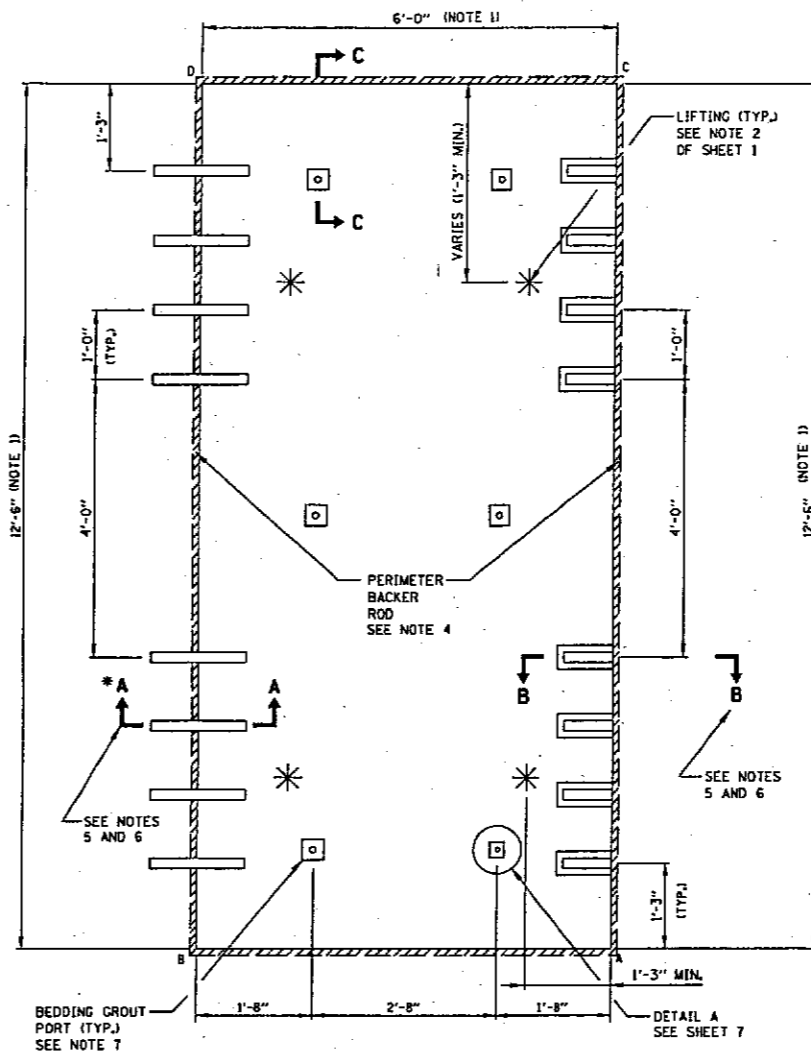 6'-0" (NOTE 1)
D
C
C
1'-3"
LIFTING (TYP.)
SEE NOTE 2
OF SHEET 1
C
VARIES (1'-3" MIN.)
1'-0"
(TYP.)
1'-0"
12'-6" (NOTE 1)
4'-0"
4'-0"
12'-6" (NOTE 1)
PERIMETER
BACKER
ROD
SEE NOTE 4
*A
A
B
B
SEE NOTES
5 AND 6
SEE NOTES
5 AND 6
1'-3"
(TYP.)
B
A
1'-3" MIN.
BEDDING GROUT
PORT (TYP.)
SEE NOTE 7
1'-8"
2'-8"
1'-8"
DETAIL A
SEE SHEET 7